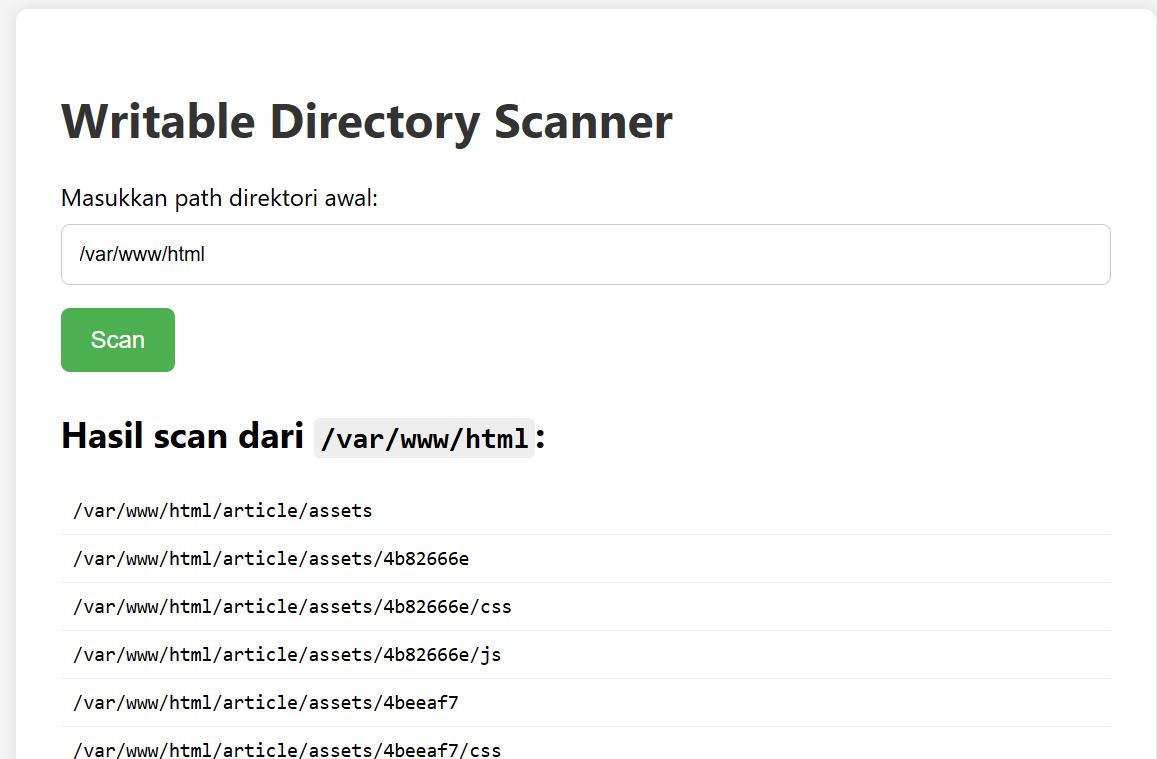 Writable Directory Scanner
Masukkan path direktori awal:
/var/www/html
Scan
Hasil scan dari /var/www/html:
/var/www/html/article/assets
/var/www/html/article/assets/4b82666e
/var/www/html/article/assets/4b82666e/css
/var/www/html/article/assets/4b82666e/js
/var/www/html/article/assets/4beeaf7
/var/www/html/article/assets/4beeaf7/css